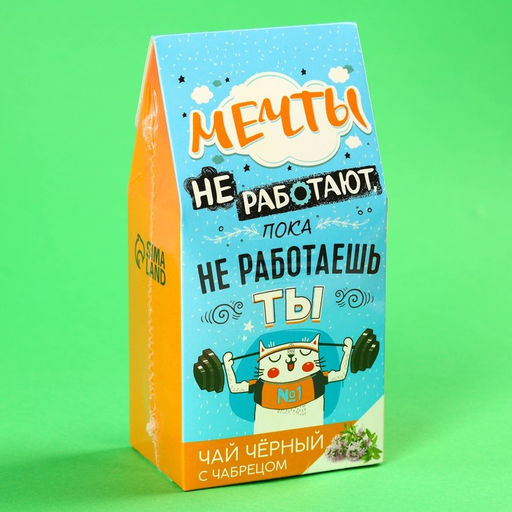 МЕЧТЫ
НЕ РАБОТАЮТ,
ПОКА
НЕ РАБОТАЕШЬ
ТЫ
№1
ЧАЙ ЧЁРНЫЙ
С ЧАБРЕЦОМ
SIMA
LAND